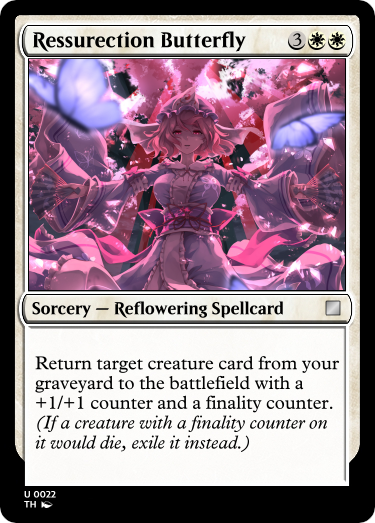 Ressurection Butterfly 3
Sorcery — Reflowering Spellcard
Return target creature card from your
graveyard to the battlefield with a
+1/+1 counter and a finality counter.
(If a creature with a finality counter on
it would die, exile it instead.)
U 0022
TH